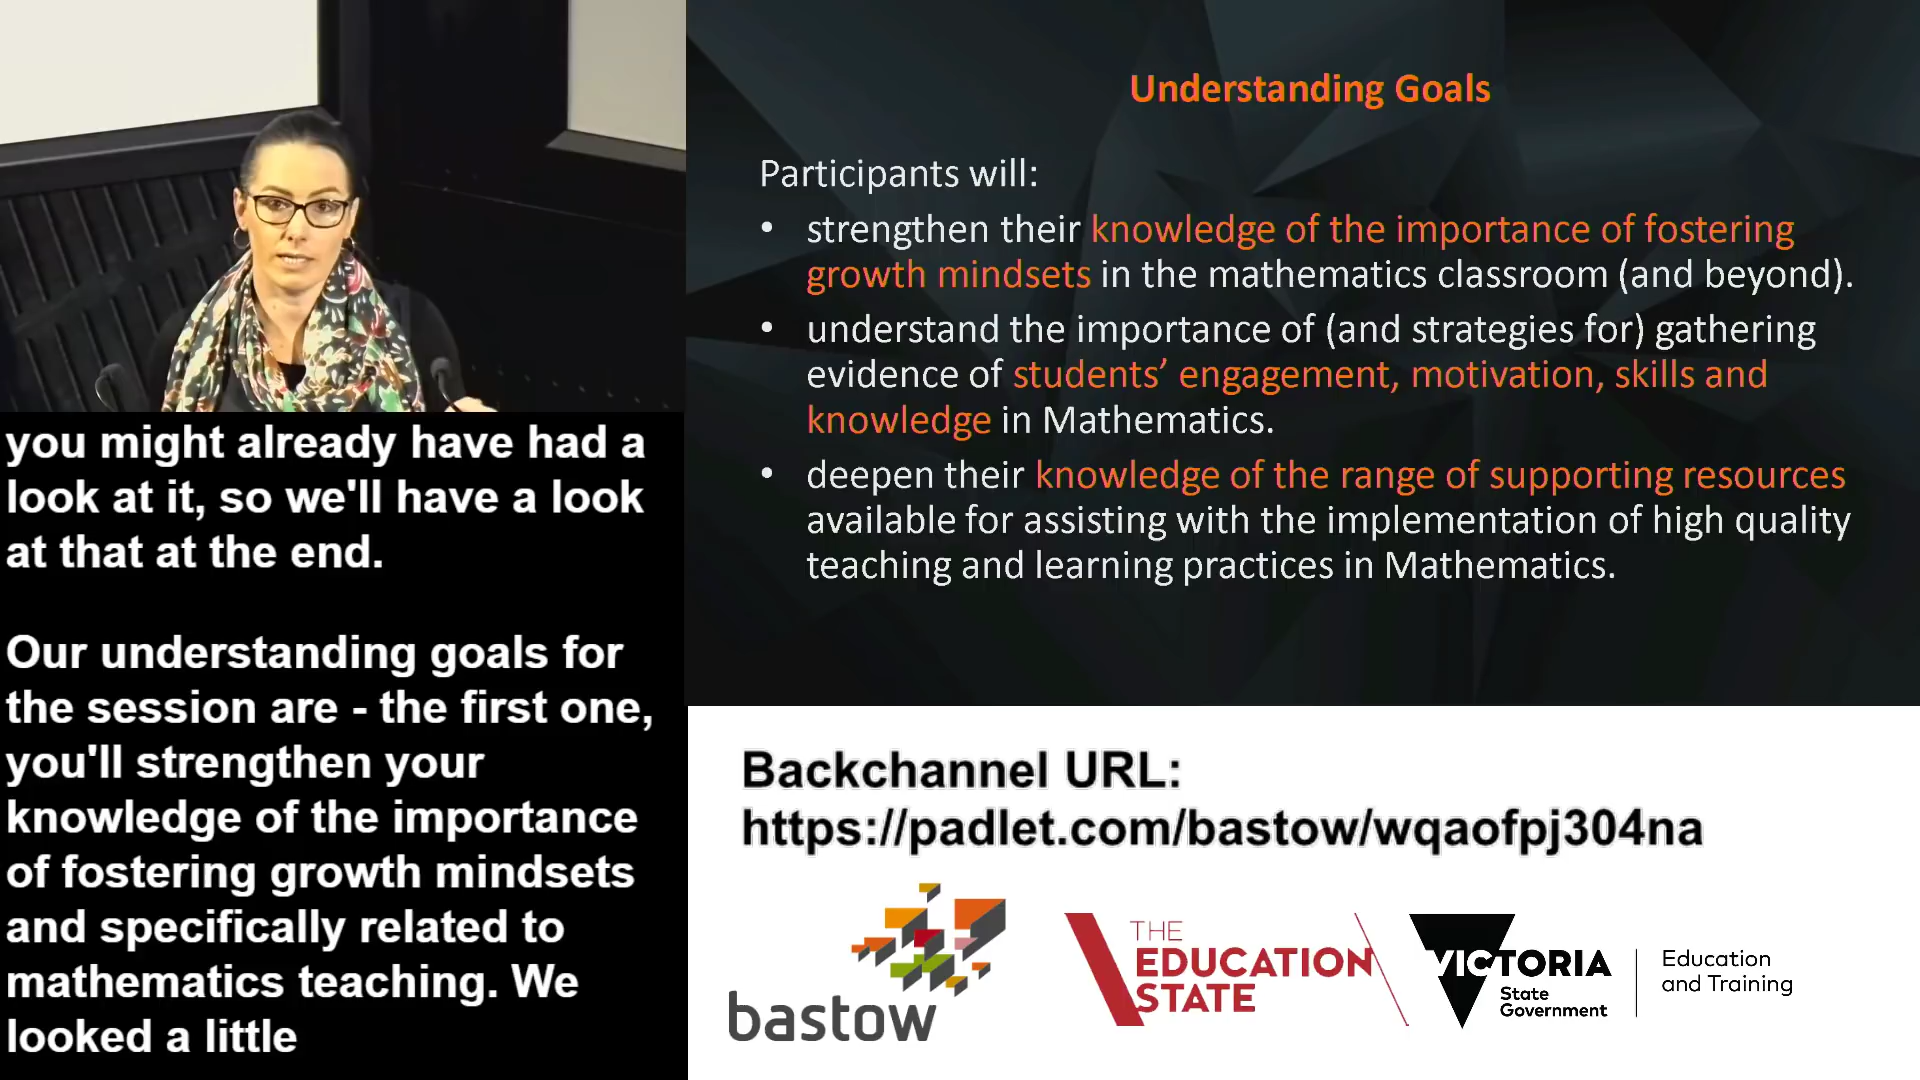 Understanding Goals
Participants will:
• strengthen their knowledge of the importance of fostering
growth mindsets in the mathematics classroom (and beyond).
• understand the importance of (and strategies for) gathering
evidence of students’ engagement, motivation, skills and
knowledge in Mathematics.
• deepen their knowledge of the range of supporting resources
available for assisting with the implementation of high quality
teaching and learning practices in Mathematics.
you might already have had a
look at it, so we'll have a look
at that at the end.
Our understanding goals for
the session are - the first one,
you'll strengthen your
knowledge of the importance
of fostering growth mindsets
and specifically related to
mathematics teaching. We
looked a little
Backchannel URL:
https://padlet.com/bastow/wqaofpj304na
bastow
THE
EDUCATION
STATE
VICTORIA
State
Government
Education
and Training